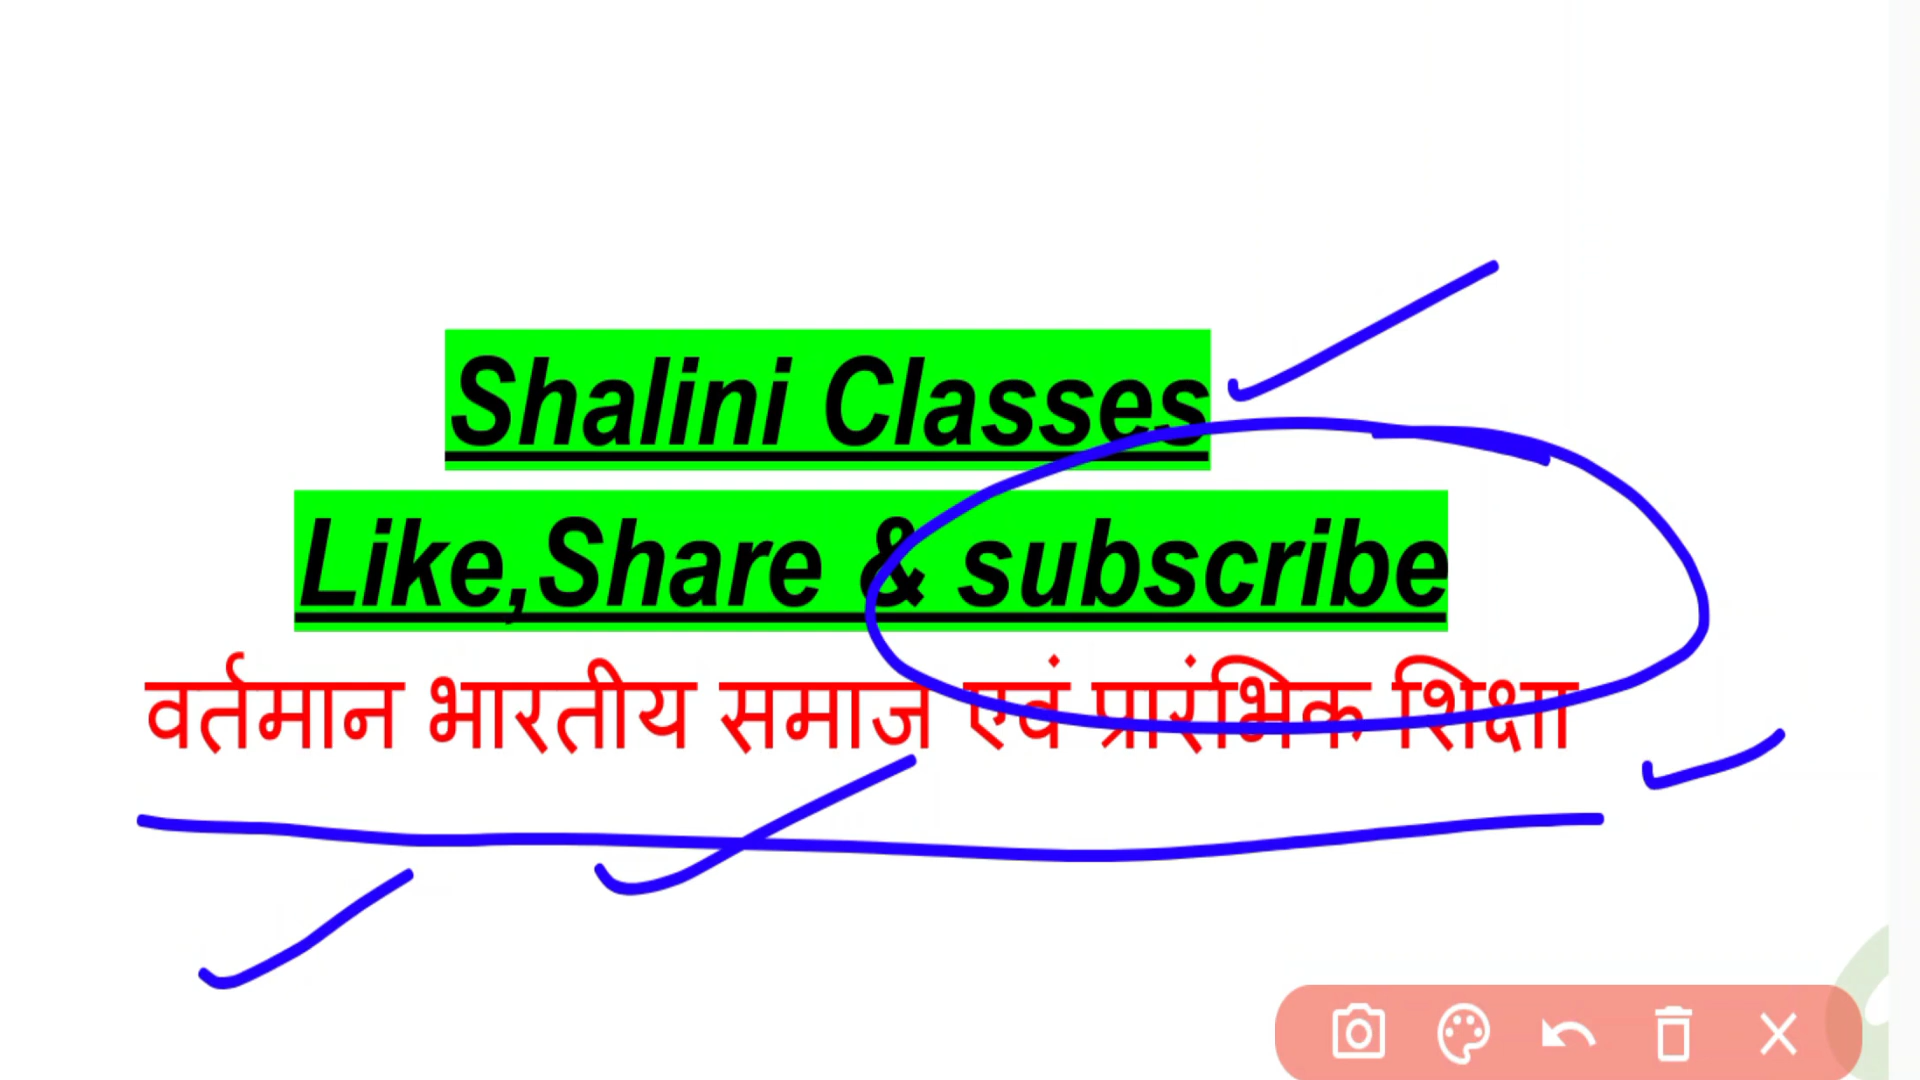 Shalini Classes
Like,Share & subscribe
वर्तमान भारतीय समाज एवं प्रारंभिक शिक्षा